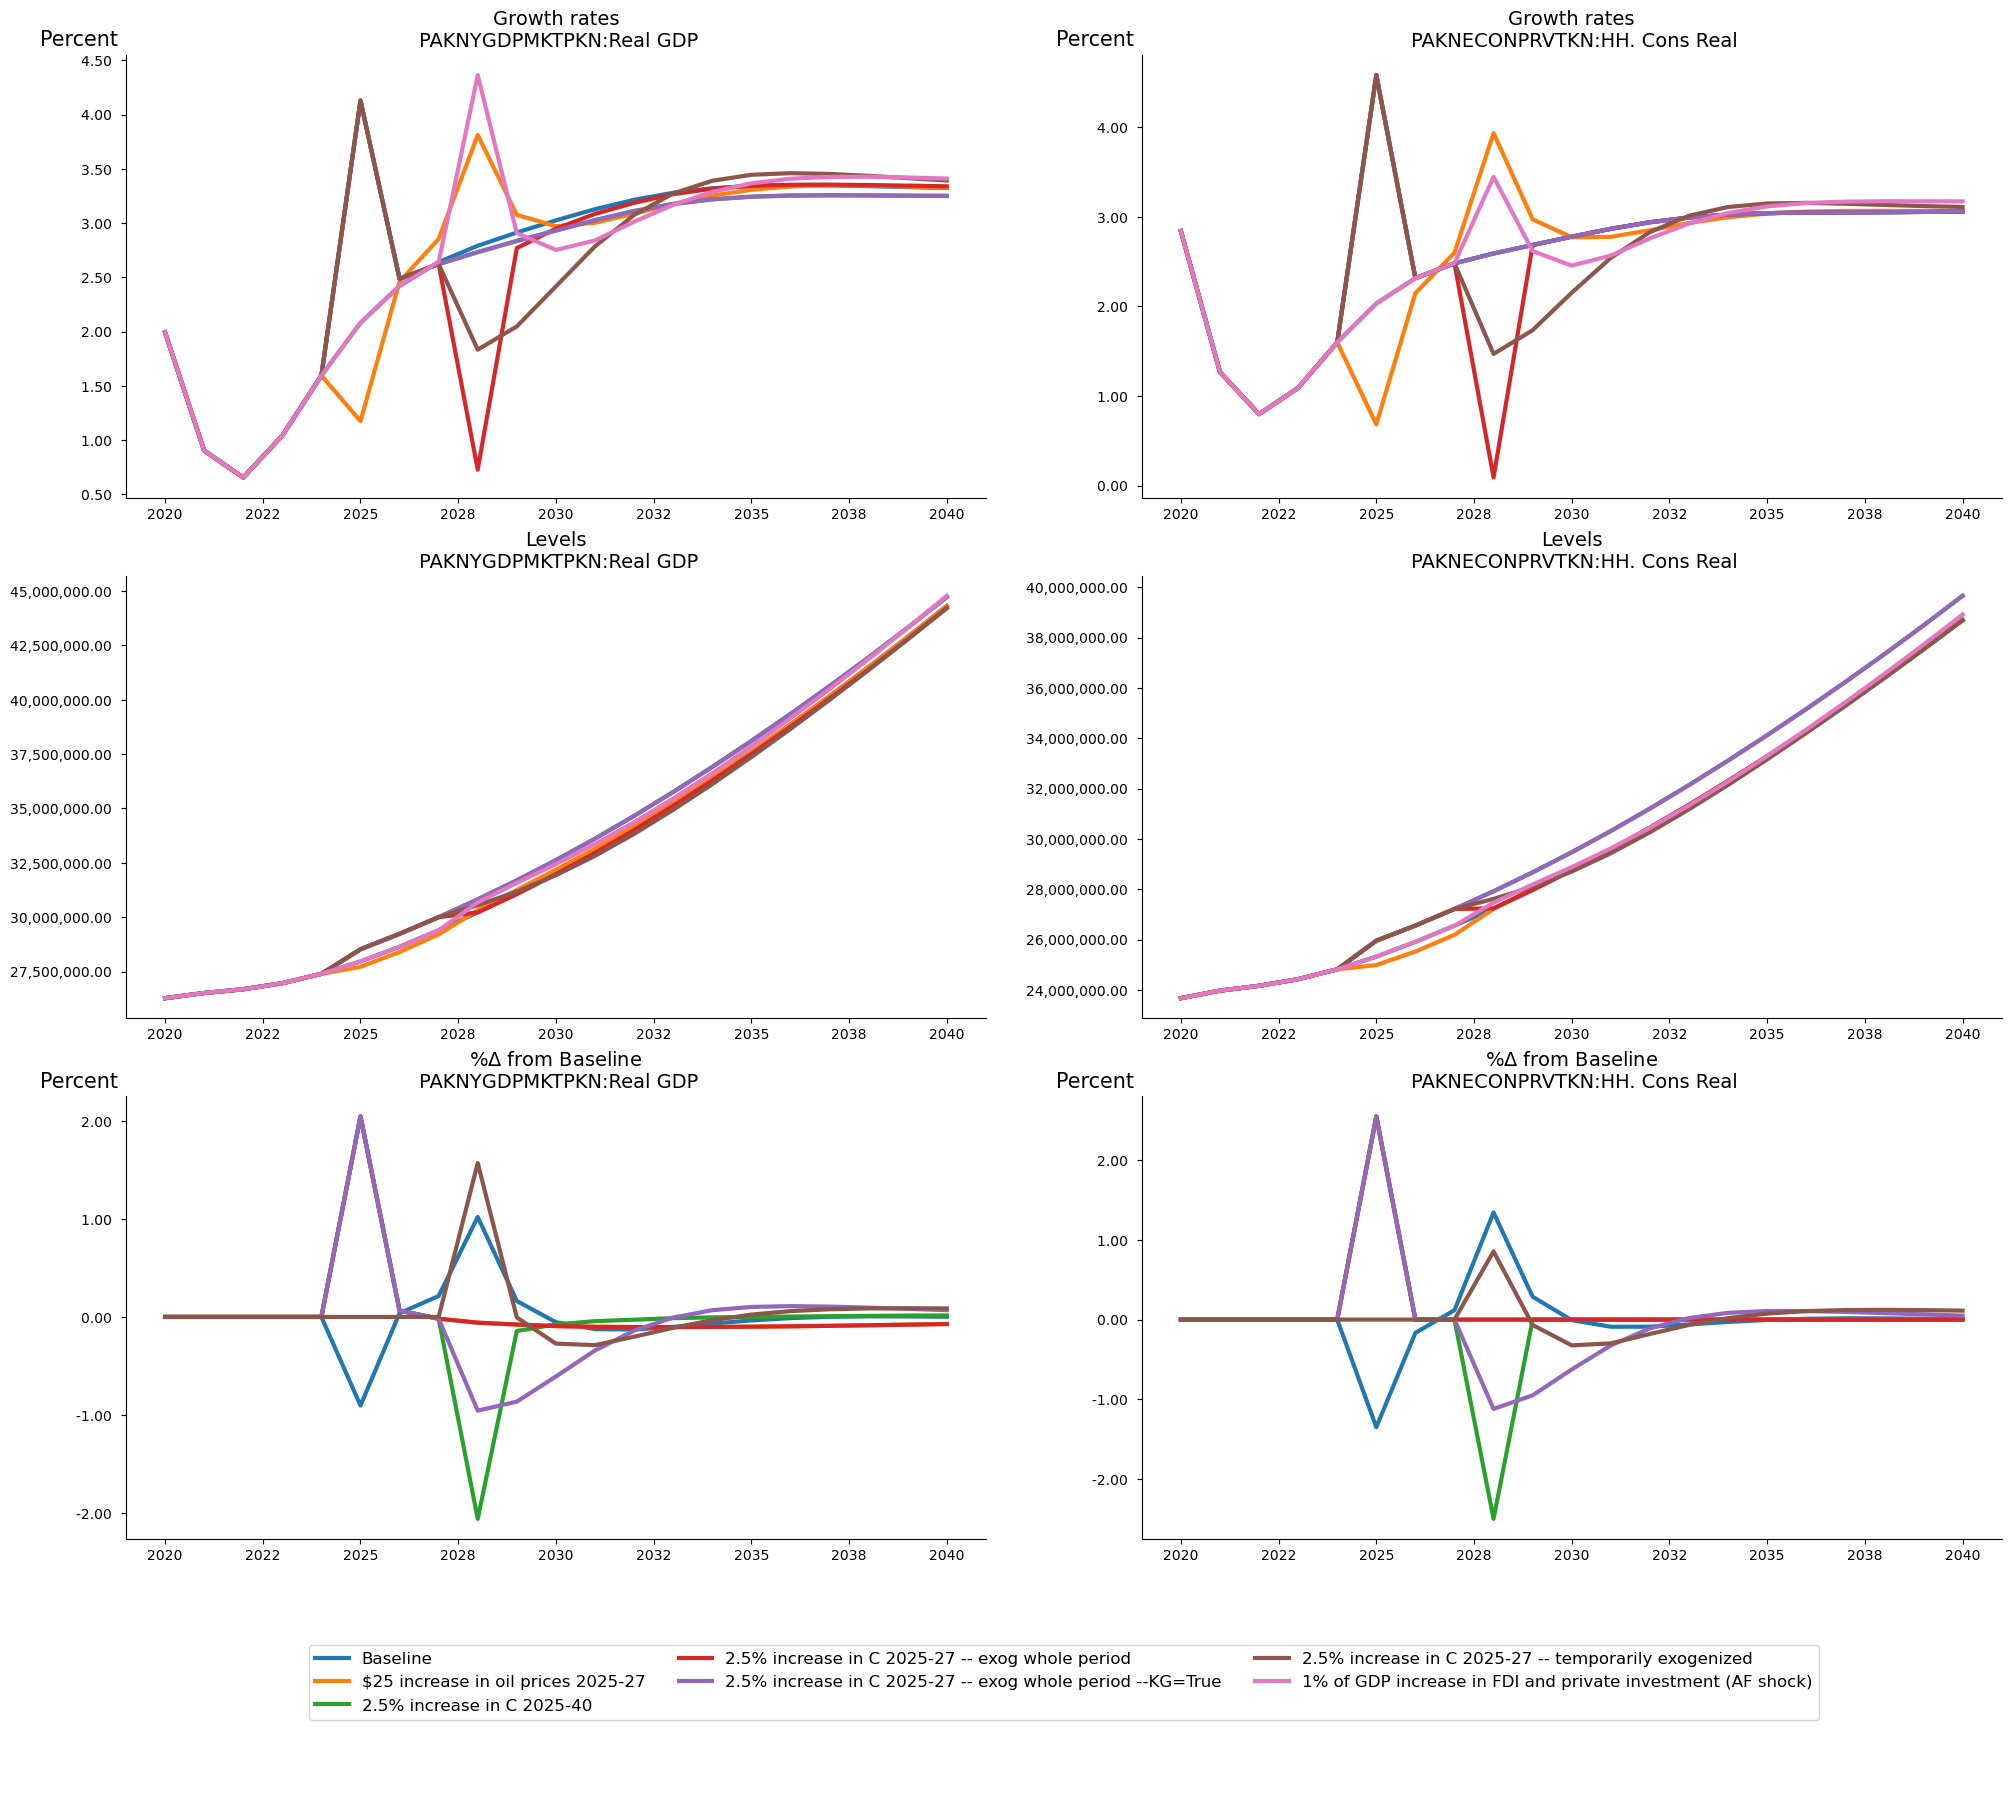 Growth rates
PAKNYGDPMKTPKN:Real GDP
Percent
4.50
4.00
3.50
3.00
2.50
2.00
1.50
1.00
0.50
2020 2022 2025 2028 2030 2032 2035 2038 2040
Growth rates
PAKNECONPRVTKN:HH. Cons Real
Percent
4.00
3.00
2.00
1.00
0.00
2020 2022 2025 2028 2030 2032 2035 2038 2040
Levels
PAKNYGDPMKTPKN:Real GDP
45,000,000.00
42,500,000.00
40,000,000.00
37,500,000.00
35,000,000.00
32,500,000.00
30,000,000.00
27,500,000.00
2020 2022 2025 2028 2030 2032 2035 2038 2040
Levels
PAKNECONPRVTKN:HH. Cons Real
40,000,000.00
38,000,000.00
36,000,000.00
34,000,000.00
32,000,000.00
30,000,000.00
28,000,000.00
26,000,000.00
24,000,000.00
2020 2022 2025 2028 2030 2032 2035 2038 2040
%Δ from Baseline
PAKNYGDPMKTPKN:Real GDP
Percent
2.00
1.00
0.00
-1.00
-2.00
2020 2022 2025 2028 2030 2032 2035 2038 2040
%Δ from Baseline
PAKNECONPRVTKN:HH. Cons Real
Percent
2.00
1.00
0.00
-1.00
-2.00
2020 2022 2025 2028 2030 2032 2035 2038 2040
Baseline
$25 increase in oil prices 2025-27
2.5% increase in C 2025-40
2.5% increase in C 2025-27 -- exog whole period
2.5% increase in C 2025-27 -- exog whole period --KG=True
2.5% increase in C 2025-27 -- temporarily exogenized
1% of GDP increase in FDI and private investment (AF shock)